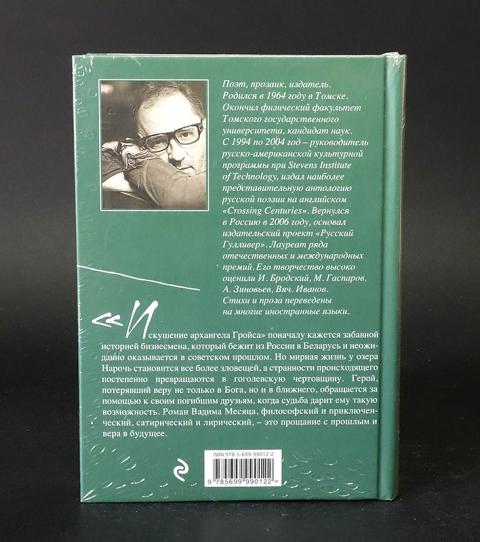 Поэт, прозаик, издатель.
Родился в 1964 году в Томске.
Окончил физический факультет
Томского государственного
университета, кандидат наук.
С 1994 по 2004 год – руководитель
русско-американской культурной
программы при Stevens Institute
of Technology, издал наиболее
представительную антологию
русской поэзии на английском
«Crossing Centuries». Вернулся
в Россию в 2006 году, основал
издательский проект «Русский
Гулливер». Лауреат ряда
отечественных и международных
премий. Его творчество высоко
оценили И. Бродский, М. Гаспаров,
А. Зиновьев, Вяч. Иванов.
Стихи и проза переведены
на многие иностранные языки.
«Искушение архангела Гройса» поначалу кажется забавной
историей бизнесмена, который бежит из России в Беларусь и неожи-
данно оказывается в советском прошлом. Но мирная жизнь у озера
Нарочь становится все более зловещей, а странности происходящего
постепенно превращаются в гоголевскую чертовщину. Герой,
потерявший веру не только в Бога, но и в ближнего, обращается за
помощью к своим погибшим друзьям, когда судьба дарит ему такую
возможность. Роман Вадима Месяца, философский и приключен-
ческий, сатирический и лирический, – это прощание с прошлым и
вера в будущее.
ISBN 978-5-699-99012-2
9 785699 990122 >